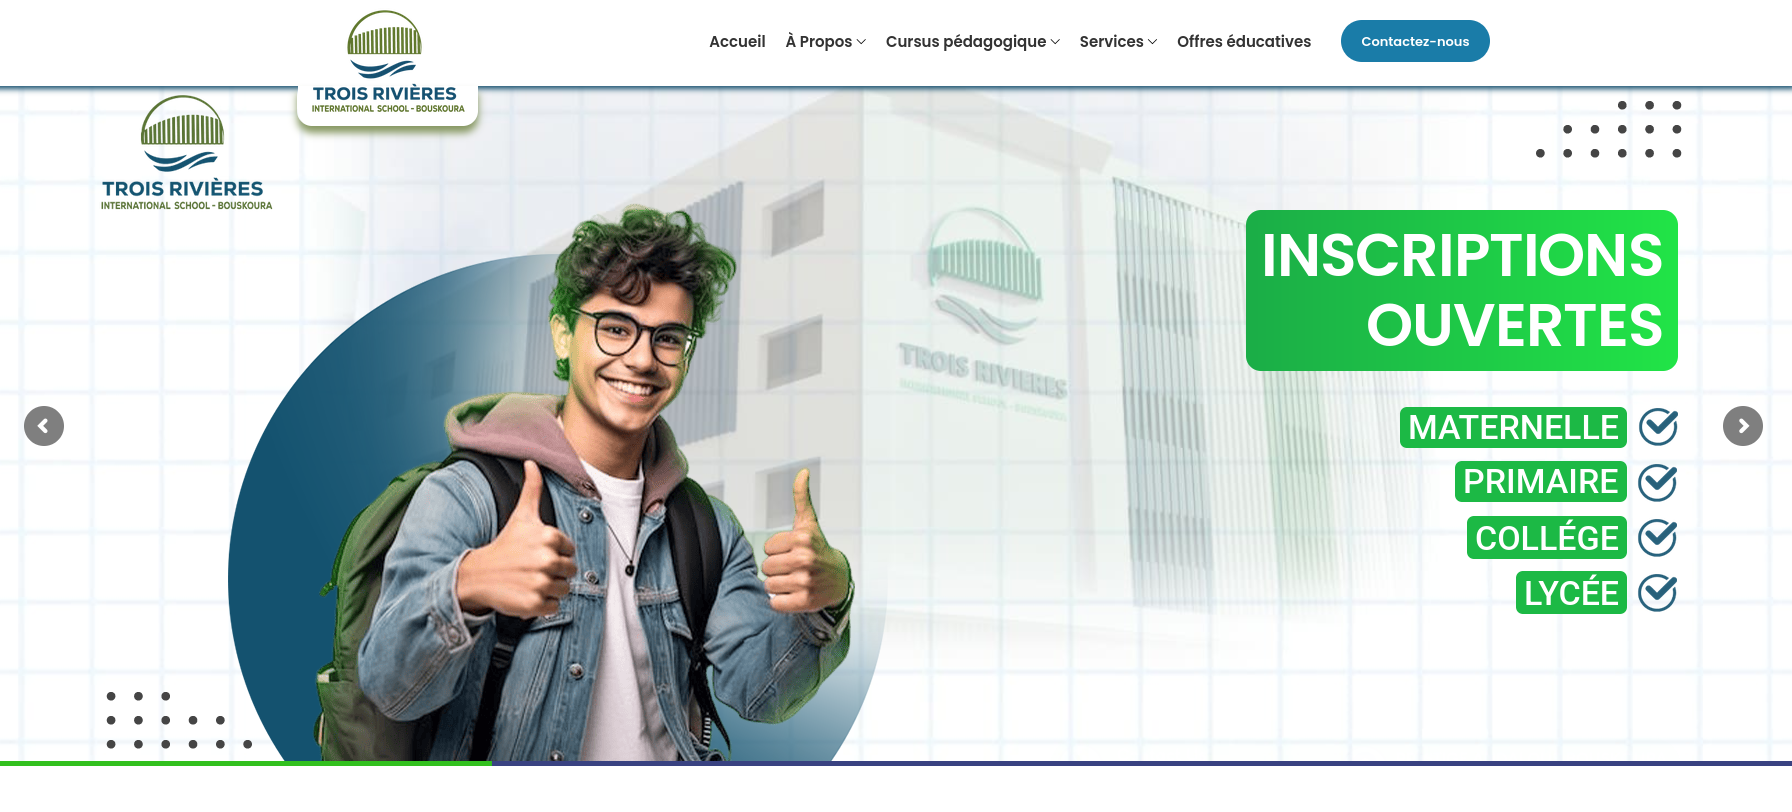 TROIS RIVIÈRES
INTERNATIONAL SCHOOL - BOUSKOURA
Accueil
À Propos
Cursus pédagogique
Services
Offres éducatives
Contactez-nous
TROIS RIVIÈRES
INTERNATIONAL SCHOOL - BOUSKOURA
TROIS RIVIERES
INSCRIPTIONS
OUVERTES
MATERNELLE
PRIMAIRE
COLLÉGE
LYCÉE